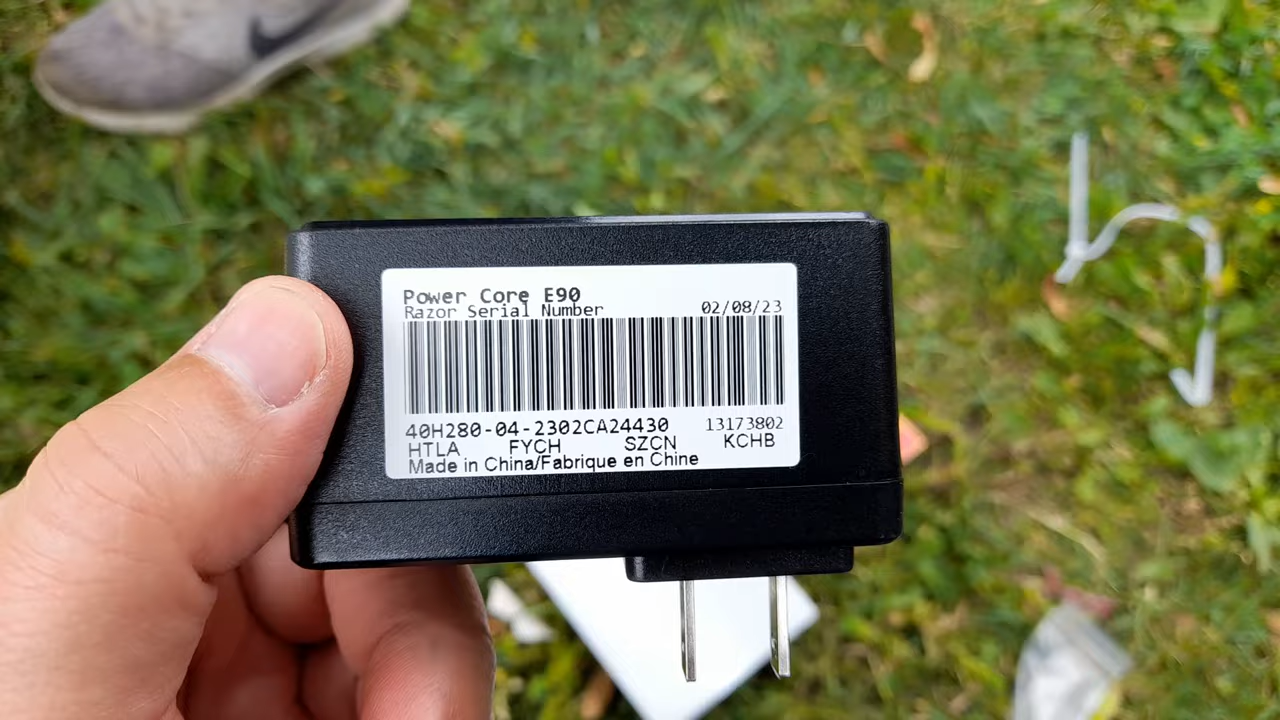 Power Core E90
Razor Serial Number 02/08/23
40H280-04-2302CA24430 13173802
HTLA FYCH SZCN KCHB
Made in China/Fabrique en Chine